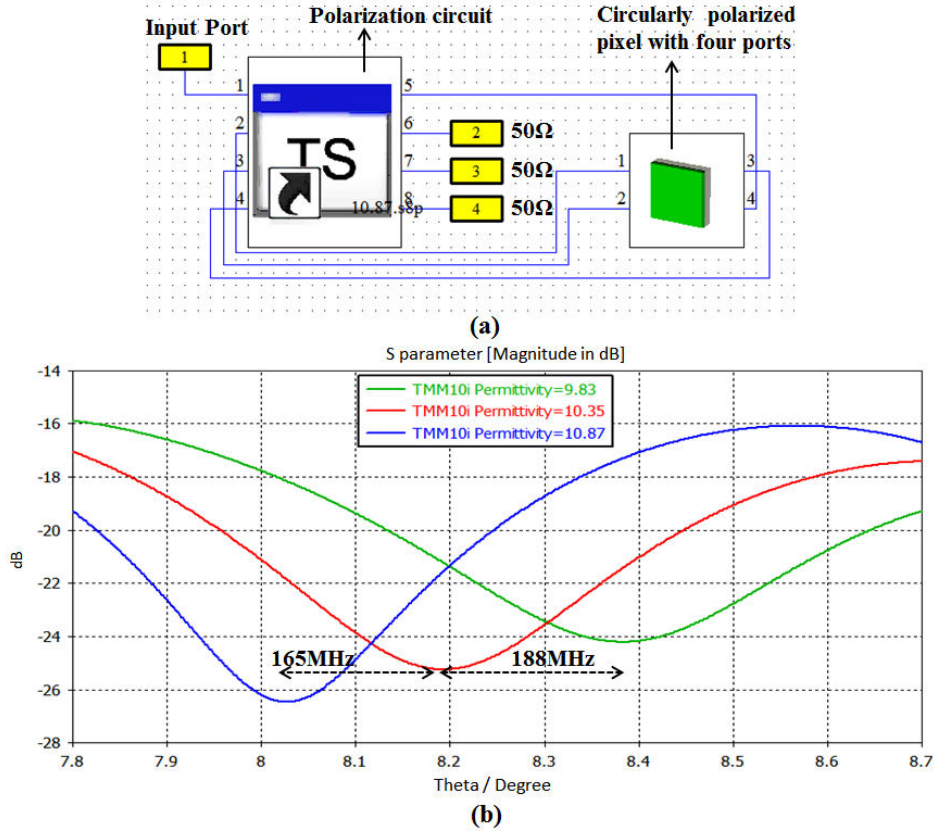 Polarization circuit
Circularly polarized
pixel with four ports
Input Port
1
1
2
3
4
TS
10.87.s8p
5
6
7
8
2
50Ω
3
50Ω
4
50Ω
1
2
3
4
(a)
S parameter [Magnitude in dB]
TMM10i Permittivity=9.83
TMM10i Permittivity=10.35
TMM10i Permittivity=10.87
-14
-16
-18
-20
-22
-24
-26
-28
dB
165MHz
188MHz
7.8
7.9
8
8.1
8.2
8.3
8.4
8.5
8.6
8.7
Theta / Degree
(b)